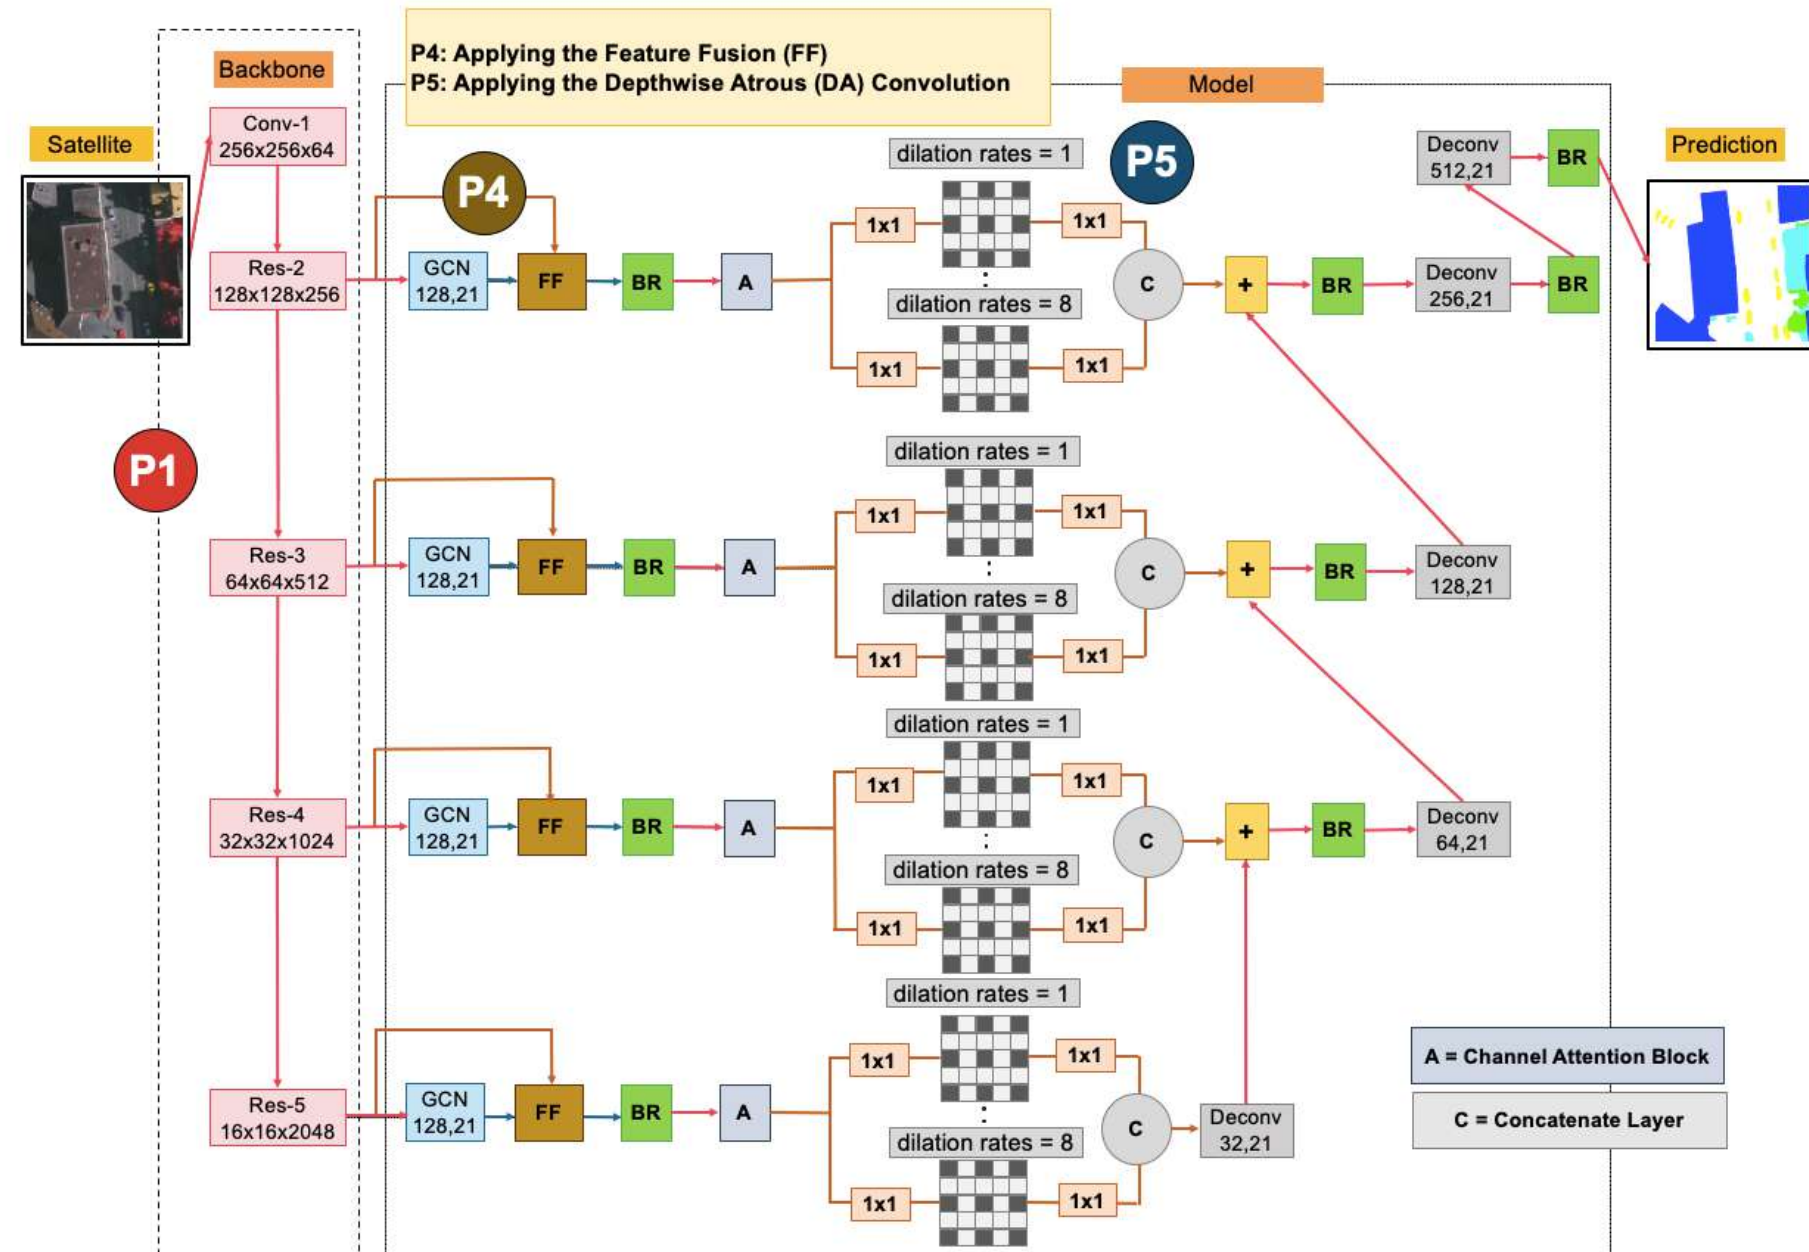 P4: Applying the Feature Fusion (FF)
P5: Applying the Depthwise Atrous (DA) Convolution
Backbone
Model
Satellite
Prediction
Conv-1
256x256x64
P4
P5
P1
dilation rates = 1
Deconv
512,21
BR
Res-2
128x128x256
GCN
128,21
FF
BR
A
1x1
1x1
dilation rates = 8
1x1
1x1
C
+
BR
Deconv
256,21
BR
Res-3
64x64x512
GCN
128,21
FF
BR
A
dilation rates = 1
1x1
1x1
dilation rates = 8
1x1
1x1
C
+
BR
Deconv
128,21
Res-4
32x32x1024
GCN
128,21
FF
BR
A
dilation rates = 1
1x1
1x1
dilation rates = 8
1x1
1x1
C
+
BR
Deconv
64,21
Res-5
16x16x2048
GCN
128,21
FF
BR
A
dilation rates = 1
1x1
1x1
dilation rates = 8
1x1
1x1
C
Deconv
32,21
A = Channel Attention Block
C = Concatenate Layer